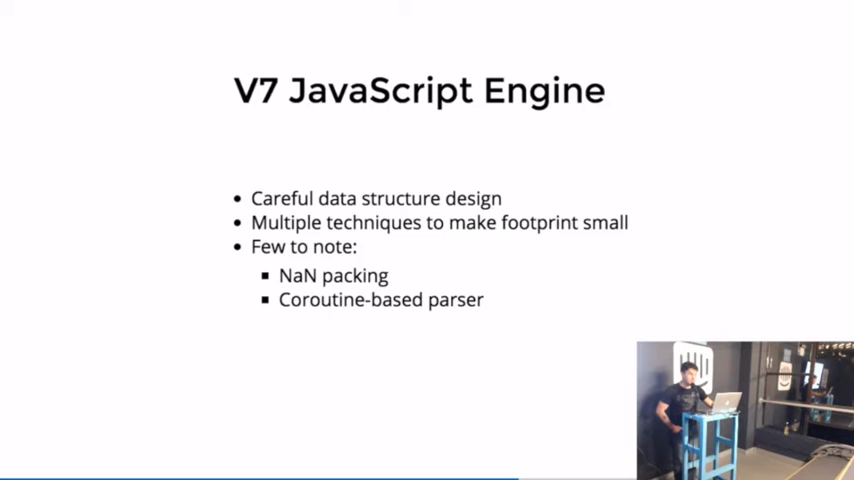 V7 JavaScript Engine
Careful data structure design
Multiple techniques to make footprint small
Few to note:
NaN packing
Coroutine-based parser